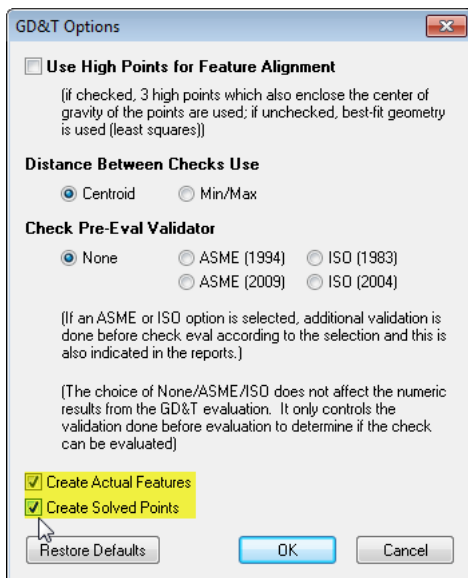 GD&T Options
Use High Points for Feature Alignment
(if checked, 3 high points which also enclose the center of
gravity of the points are used; if unchecked, best-fit geometry
is used (least squares))
Distance Between Checks Use
Centroid Min/Max
Check Pre-Eval Validator
None ASME (1994) ISO (1983)
ASME (2009) ISO (2004)
(If an ASME or ISO option is selected, additional validation is
done before check eval according to the selection and this is
also indicated in the reports.)
(The choice of None/ASME/ISO does not affect the numeric
results from the GD&T evaluation. It only controls the
validation done before evaluation to determine if the check
can be evaluated)
Create Actual Features
Create Solved Points
Restore Defaults OK Cancel